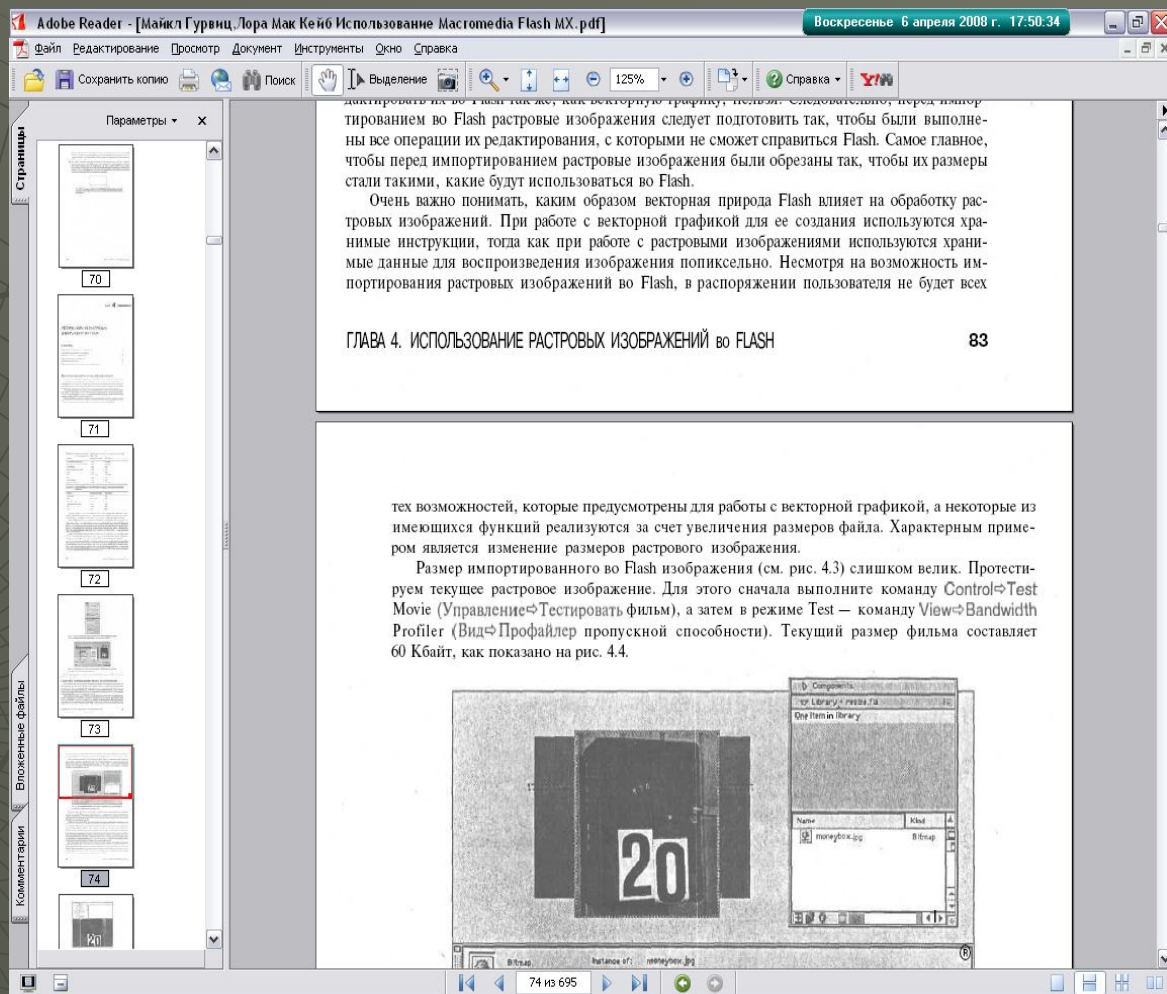 Adobe Reader - [Майкл Гурвиц,Лора Мак Кейб Использование Macromedia Flash MX.pdf]
Воскресенье 6 апреля 2008 г. 17:50:34
Файл Редактирование Просмотр Документ Инструменты Окно Справка
Сохранить копию Поиск Выделение 125% Справка Y!
Параметры x
Страницы
Вложенные файлы
Комментарии
70
71
72
73
74
тированием во Flash растровые изображения следует подготовить так, чтобы были выполне-
ны все операции их редактирования, с которыми не сможет справиться Flash. Самое главное,
чтобы перед импортированием растровые изображения были обрезаны так, чтобы их размеры
стали такими, какие будут использоваться во Flash.
Очень важно понимать, каким образом векторная природа Flash влияет на обработку рас-
тровых изображений. При работе с векторной графикой для ее создания используются хра-
нимые инструкции, тогда как при работе с растровыми изображениями используются храни-
мые данные для воспроизведения изображения попиксельно. Несмотря на возможность им-
портирования растровых изображений во Flash, в распоряжении пользователя не будет всех
ГЛАВА 4. ИСПОЛЬЗОВАНИЕ РАСТРОВЫХ ИЗОБРАЖЕНИЙ во FLASH 83
тех возможностей, которые предусмотрены для работы с векторной графикой, а некоторые из
имеющихся функций реализуются за счет увеличения размеров файла. Характерным приме-
ром является изменение размеров растрового изображения.
Размер импортированного во Flash изображения (см. рис. 4.3) слишком велик. Протести-
руем текущее растровое изображение. Для этого сначала выполните команду Control⇨Test
Movie (Управление⇨Тестировать фильм), а затем в режиме Test — команду View⇨Bandwidth
Profiler (Вид⇨Профайлер пропускной способности). Текущий размер фильма составляет
60 Кбайт, как показано на рис. 4.4.
Components
Library - resize.fla
One item in library
Name Kind
moneybox.jpg Bitmap
20
Bitmap Instance of: moneybox.jpg
74 из 695